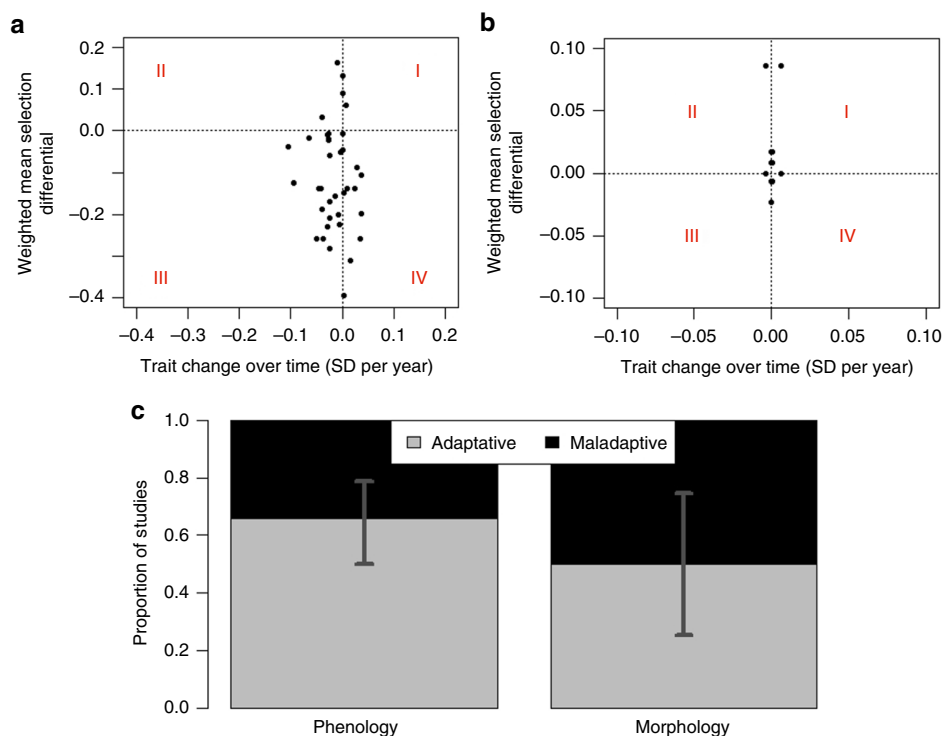 a
0.2
0.1
0.0
−0.2
−0.4
II
I
III
IV
Weighted mean selection
differential
−0.4
−0.3
−0.2
−0.1
0.0
0.1
0.2
Trait change over time (SD per year)
b
0.10
0.05
0.00
−0.05
−0.10
II
I
III
IV
Weighted mean selection
differential
−0.10
−0.05
0.00
0.05
0.10
Trait change over time (SD per year)
c
1.0
0.8
0.6
0.4
0.2
0.0
Proportion of studies
Adaptative
Maladaptive
Phenology
Morphology